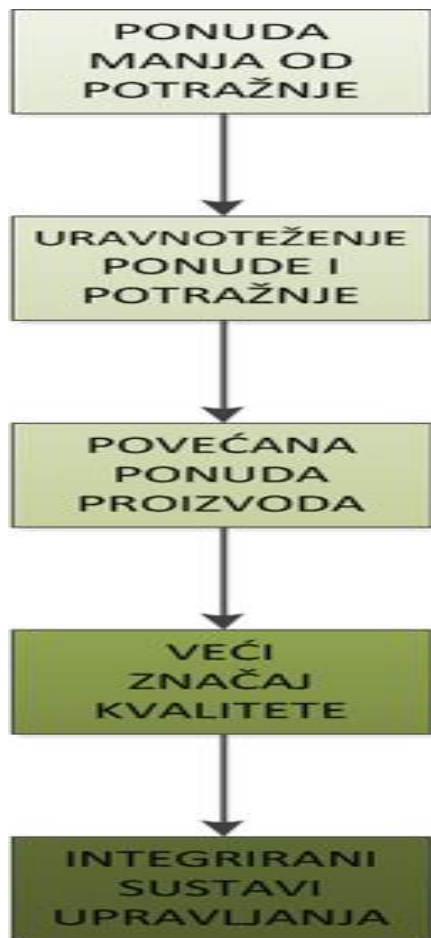 PONUDA
MANJA OD
POTRAŽNJE
URAVNOTEŽENJE
PONUDE I
POTRAŽNJE
POVEĆANA
PONUDA
PROIZVODA
VEĆI
ZNAČAJ
KVALITETE
INTEGRIRANI
SUSTAVI
UPRAVLJANJA